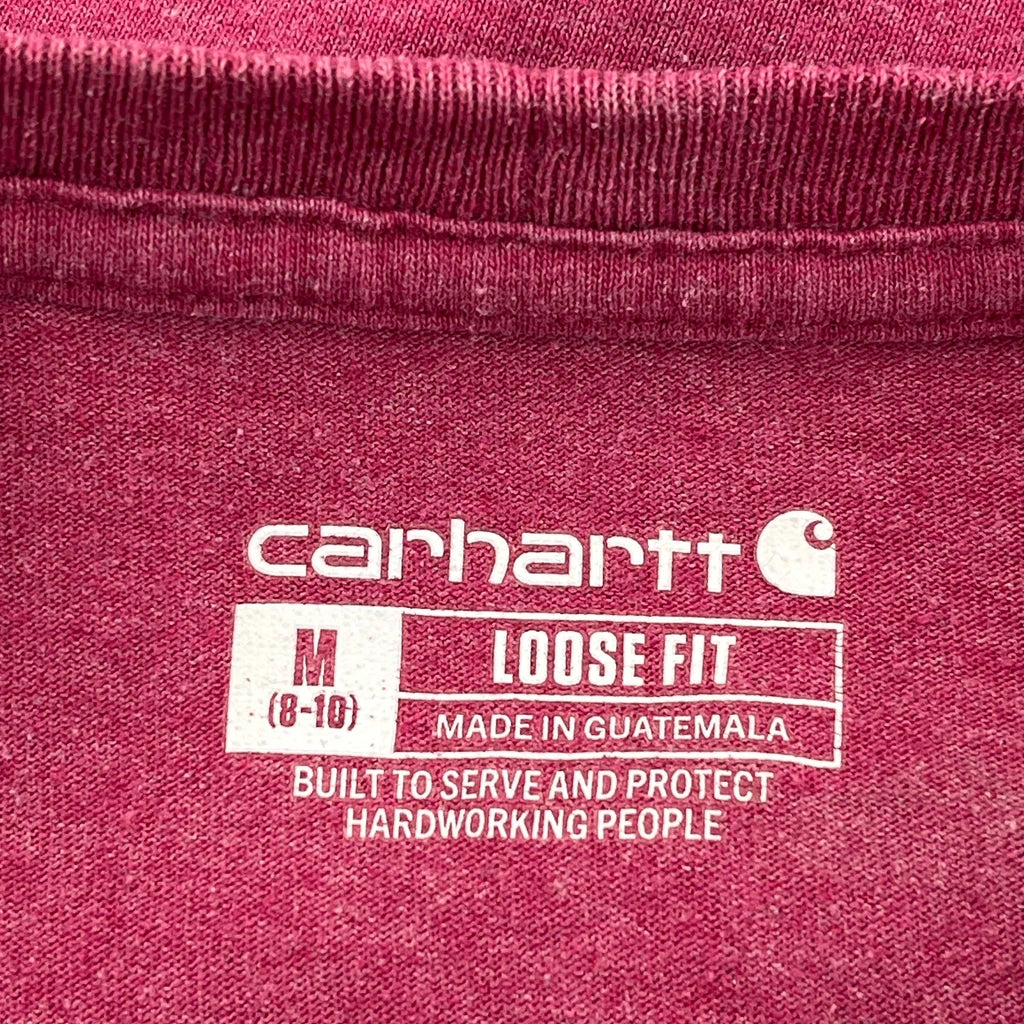 carhartt
M
(8-10)
LOOSE FIT
MADE IN GUATEMALA
BUILT TO SERVE AND PROTECT
HARDWORKING PEOPLE